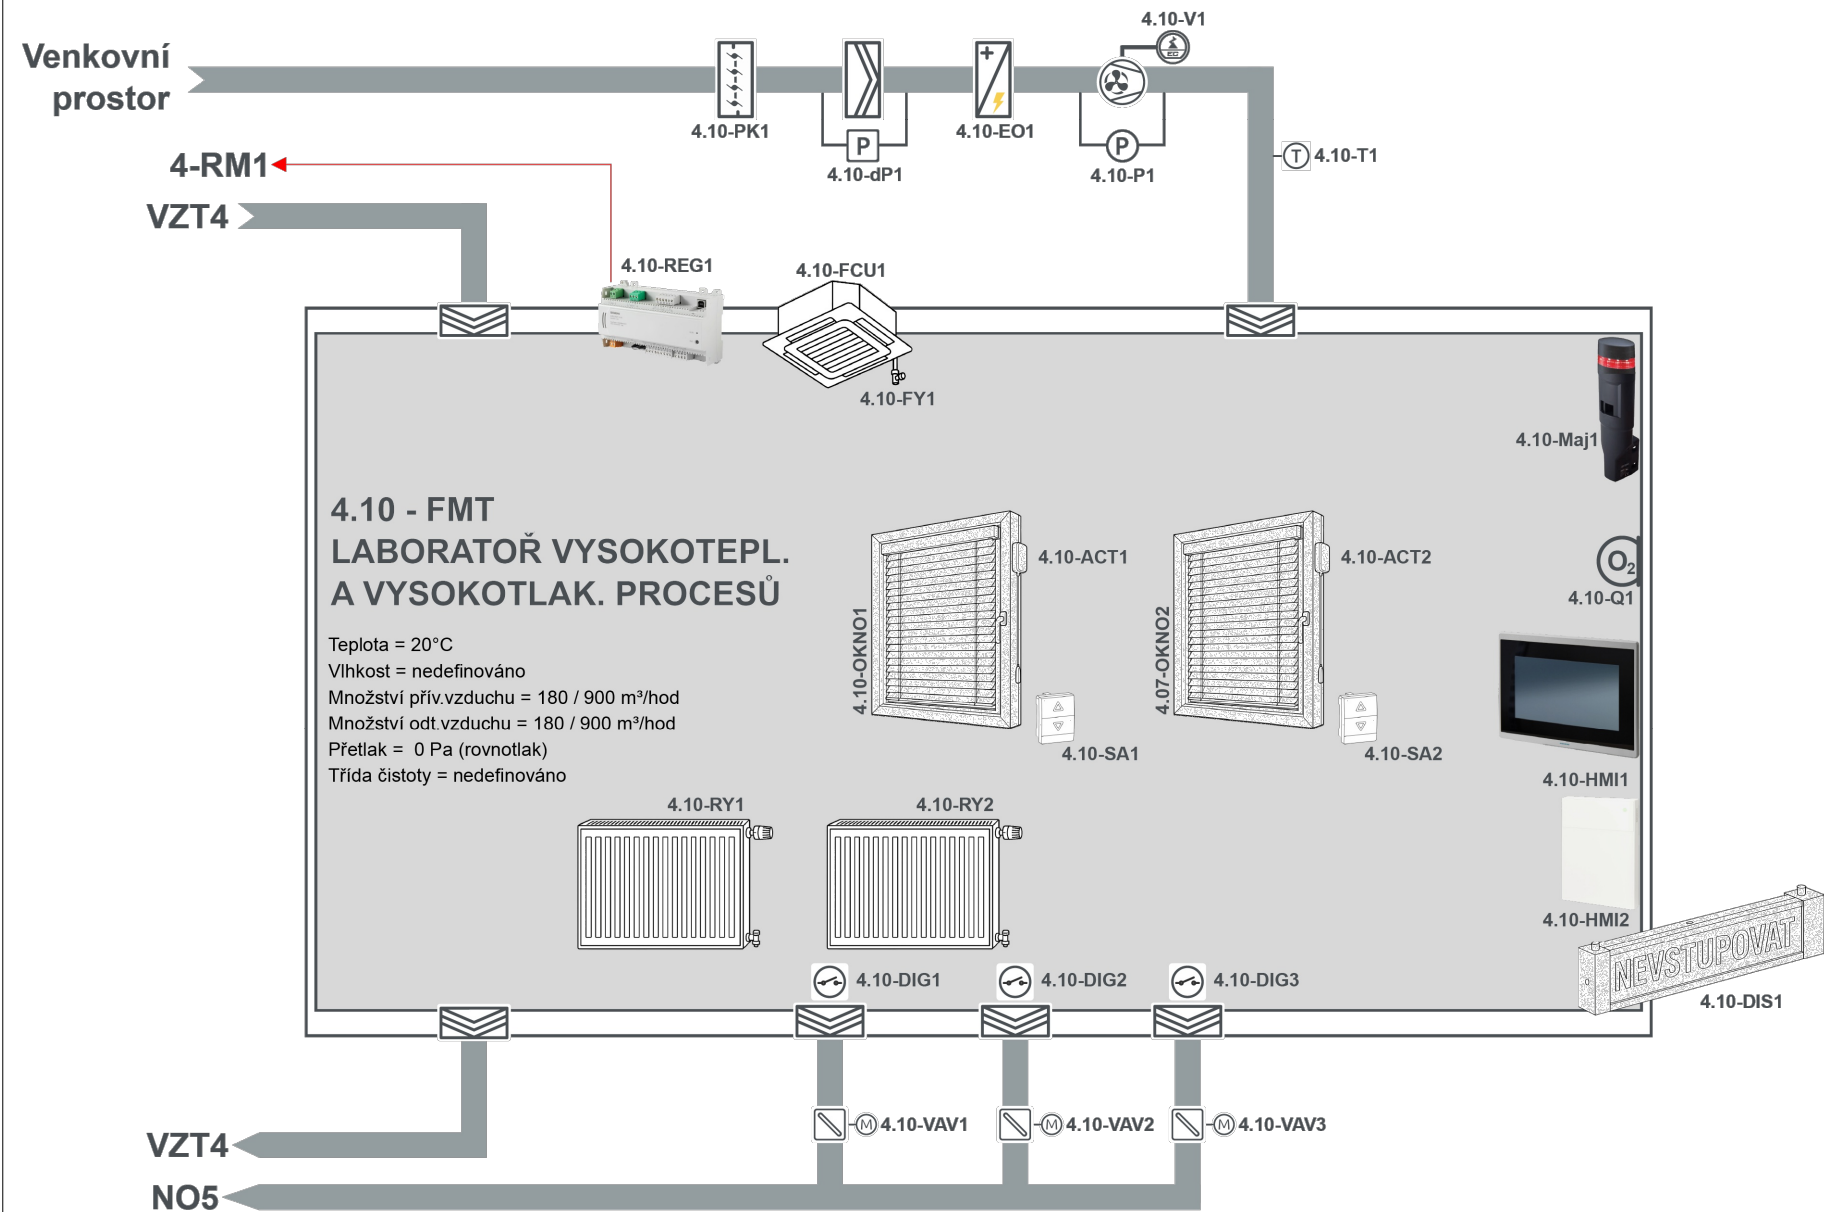 4.10-V1
EC
Venkovní
prostor
4.10-PK1
4.10-EO1
P
P
4.10-dP1
4.10-P1
T
4.10-T1
4-RM1
VZT4
4.10-REG1
4.10-FCU1
4.10-FY1
4.10-Maj1
4.10 - FMT
LABORATOŘ VYSOKOTEPL.
A VYSOKOTLAK. PROCESŮ
Teplota = 20°C
Vlhkost = nedefinováno
Množství přív.vzduchu = 180 / 900 m³/hod
Množství odt.vzduchu = 180 / 900 m³/hod
Přetlak =  0 Pa (rovnotlak)
Třída čistoty = nedefinováno
4.10-OKNO1
4.10-ACT1
4.10-SA1
4.07-OKNO2
4.10-ACT2
4.10-SA2
O2
4.10-Q1
4.10-HMI1
4.10-HMI2
4.10-RY1
4.10-RY2
NEVSTUPOVAT
4.10-DIS1
4.10-DIG1
4.10-DIG2
4.10-DIG3
M
4.10-VAV1
M
4.10-VAV2
M
4.10-VAV3
VZT4
NO5